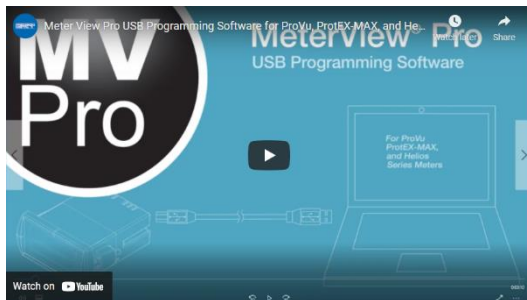 Meter View Pro USB Programming Software for ProVu, ProtEX-MAX, and He...
Watch later
Share
MV
Pro
MeterView® Pro
USB Programming Software
For ProVu
ProtEX-MAX,
and Helios
Series Meters
Watch on YouTube